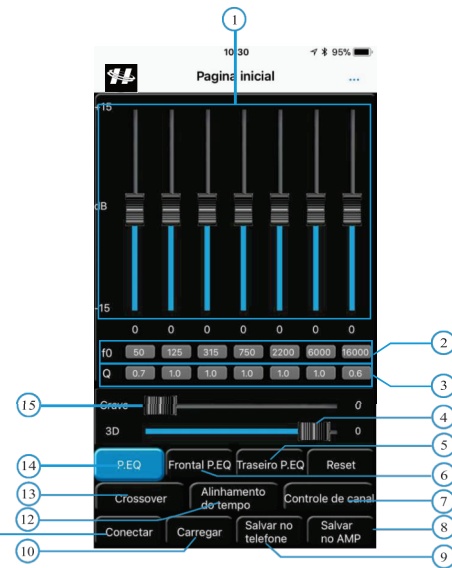 1
10:30 95%
Pagina inicial ...
+15
dB
-15
0 0 0 0 0 0 0
f0 50 125 315 750 2200 6000 16000
2
Q 0.7 1.0 1.0 1.0 1.0 1.0 0.6
3
15
Grave 0
4
3D 0
5
14
P.EQ Frontal P.EQ Traseiro P.EQ Reset
6
13
Crossover Alinhamento do tempo Controle de canal
7
12
Conectar Carregar Salvar no telefone Salvar no AMP
8
10
9